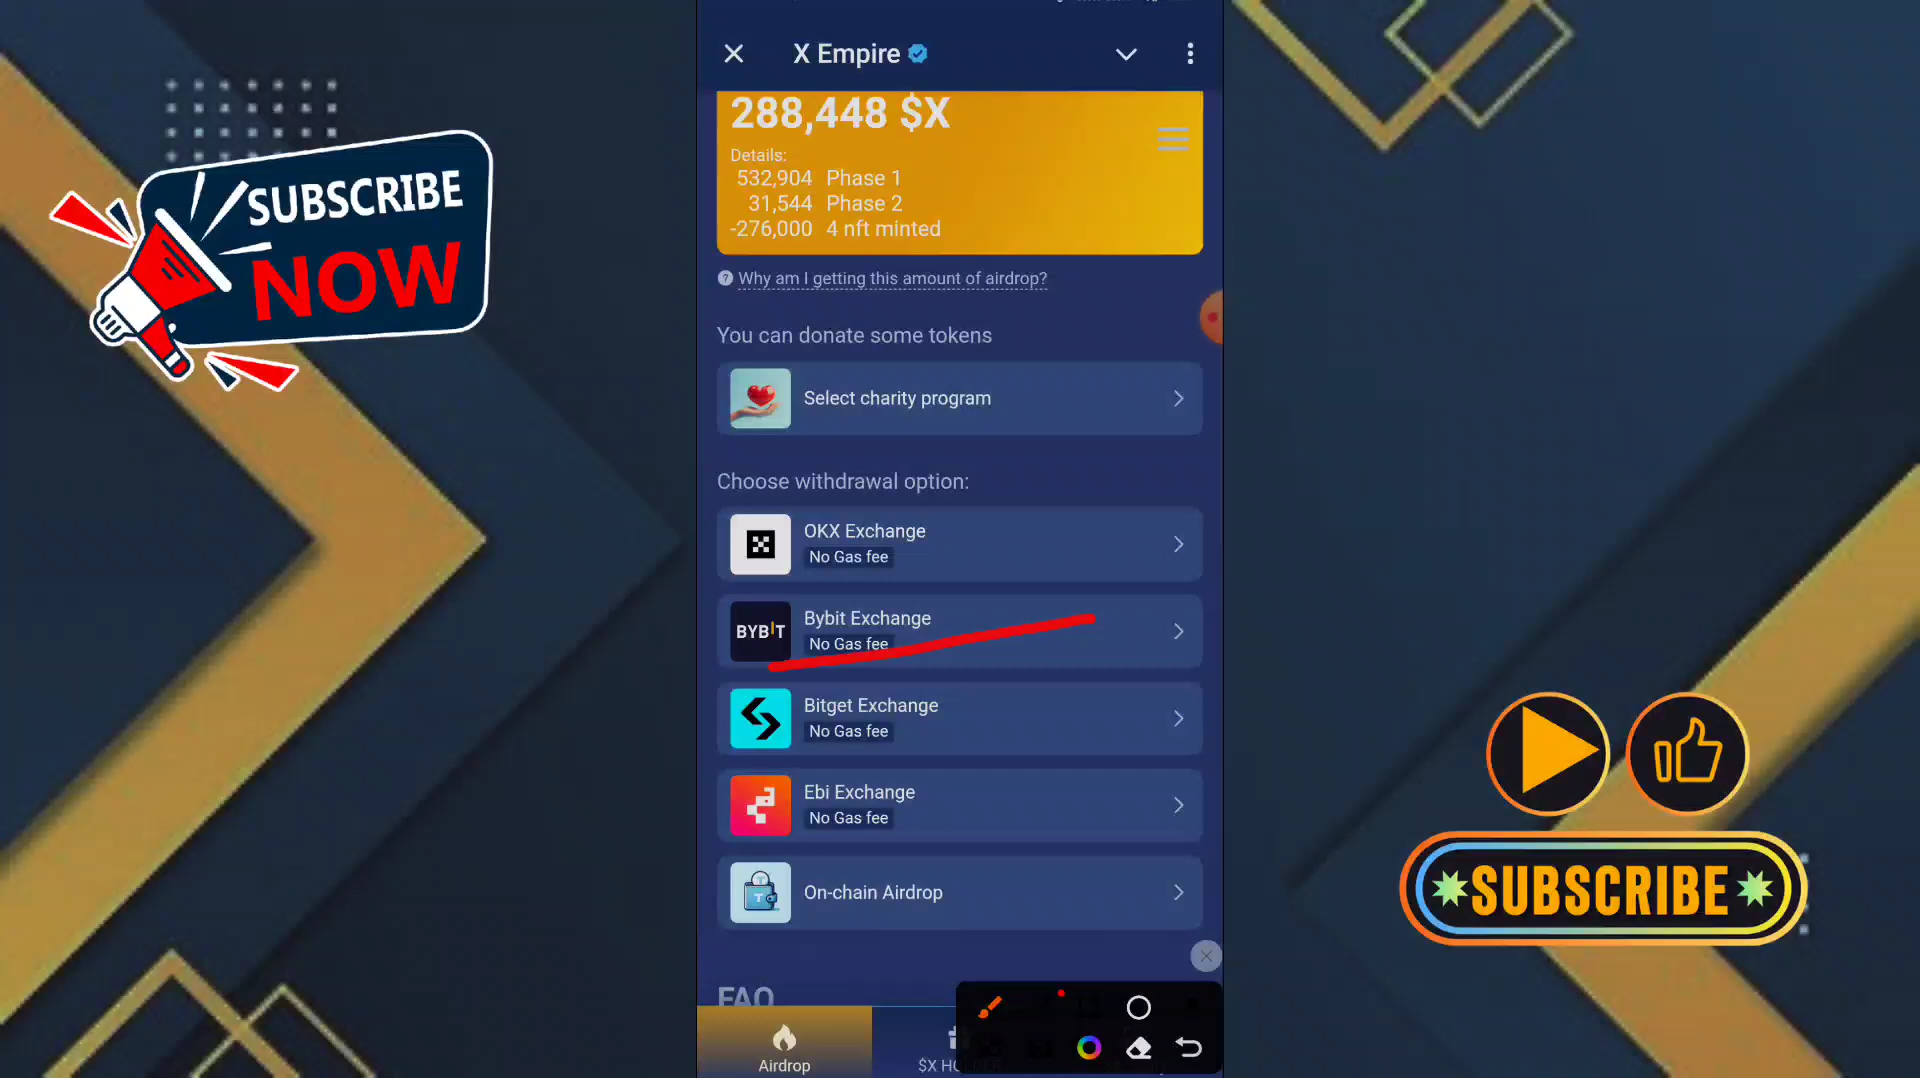 SUBSCRIBE
NOW
X Empire
288,448 $X
Details:
532,904 Phase 1
31,544 Phase 2
-276,000 4 nft minted
Why am I getting this amount of airdrop?
You can donate some tokens
Select charity program
Choose withdrawal option:
OKX Exchange
No Gas fee
BYBIT
Bybit Exchange
No Gas fee
Bitget Exchange
No Gas fee
Ebi Exchange
No Gas fee
On-chain Airdrop
FAQ
Airdrop
$X
SUBSCRIBE